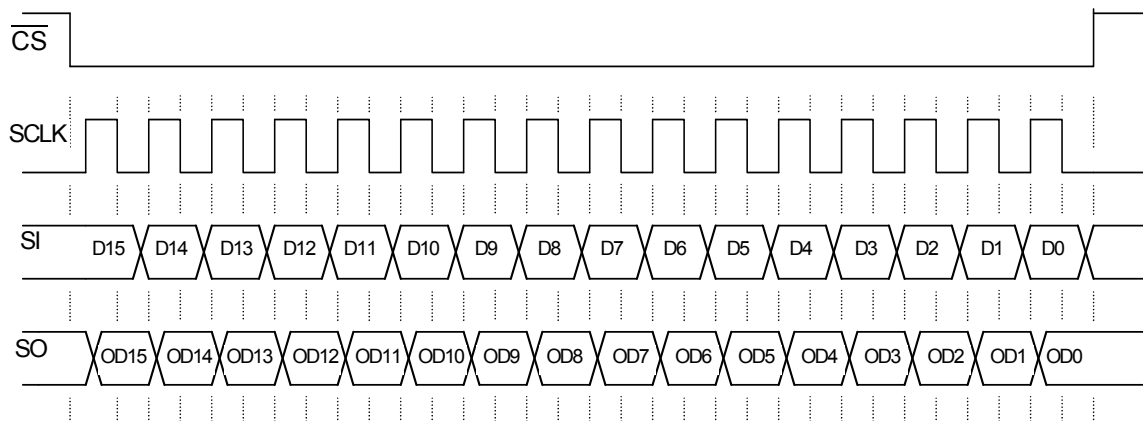 CS
SCLK
SI D15 D14 D13 D12 D11 D10 D9 D8 D7 D6 D5 D4 D3 D2 D1 D0
SO OD15 OD14 OD13 OD12 OD11 OD10 OD9 OD8 OD7 OD6 OD5 OD4 OD3 OD2 OD1 OD0